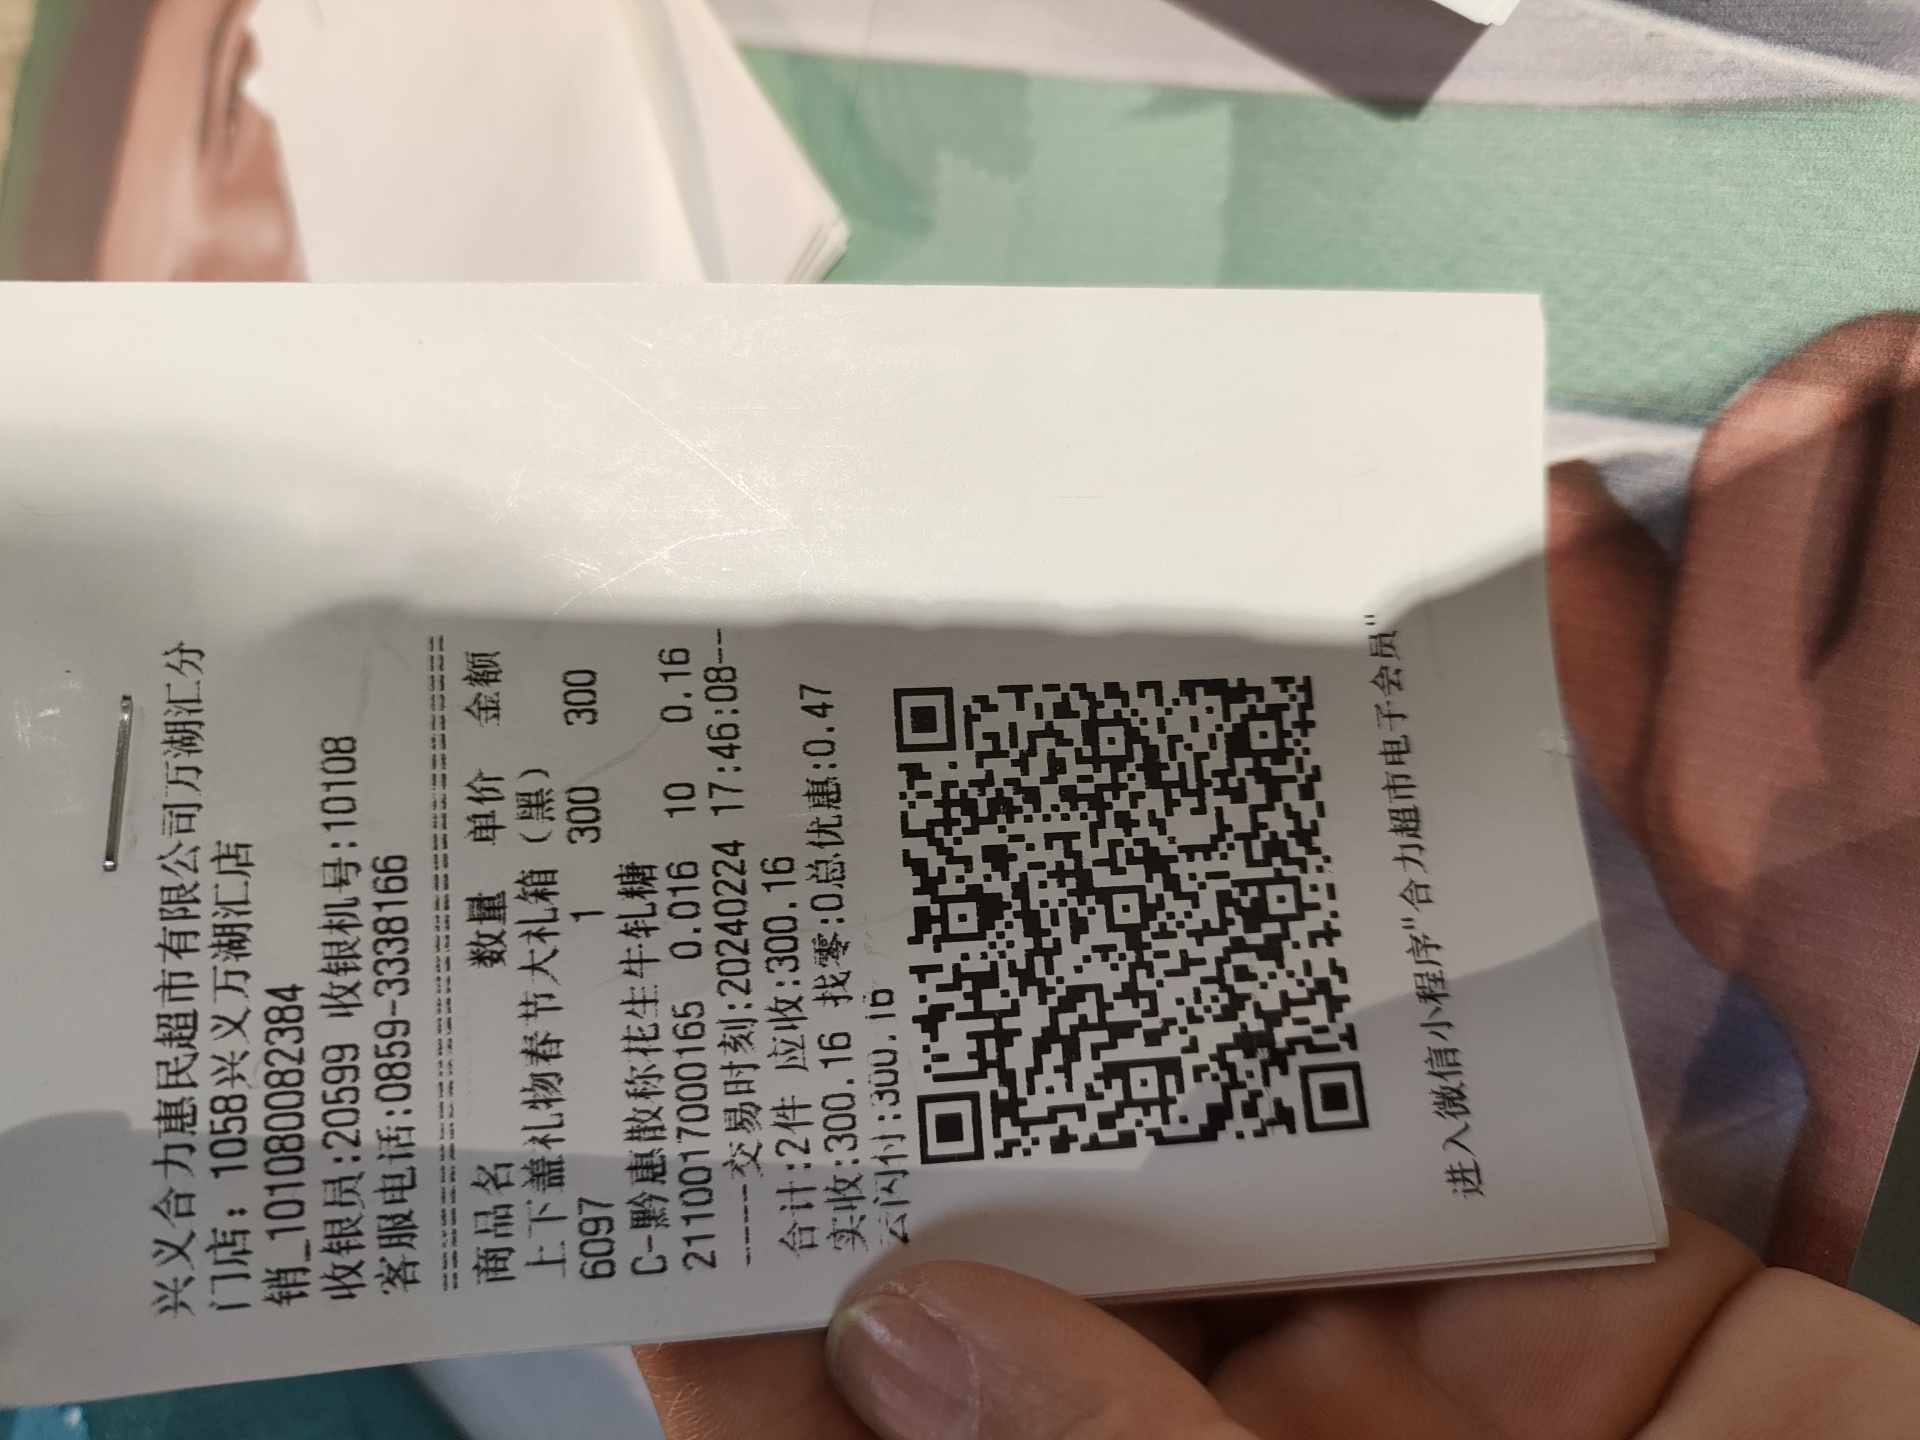 兴义合力惠民超市有限公司万湖汇分
门店: 1058兴义万湖汇店
销_1010800082384
收银员:20599 收银机号:10108
客服电话:0859-3338166
商品名 数量 单价 金额
上下盖礼物春节大礼箱（黑）
6097 1 300 300
C-黔惠散称花生牛轧糖
2110017000165 0.016 10 0.16
-----交易时刻:20240224 17:46:08--
合计:2件 应收:300.16
实收:300.16 找零:0总优惠:0.47
云闪付:300.16
进入微信小程序"合力超市电子会员"